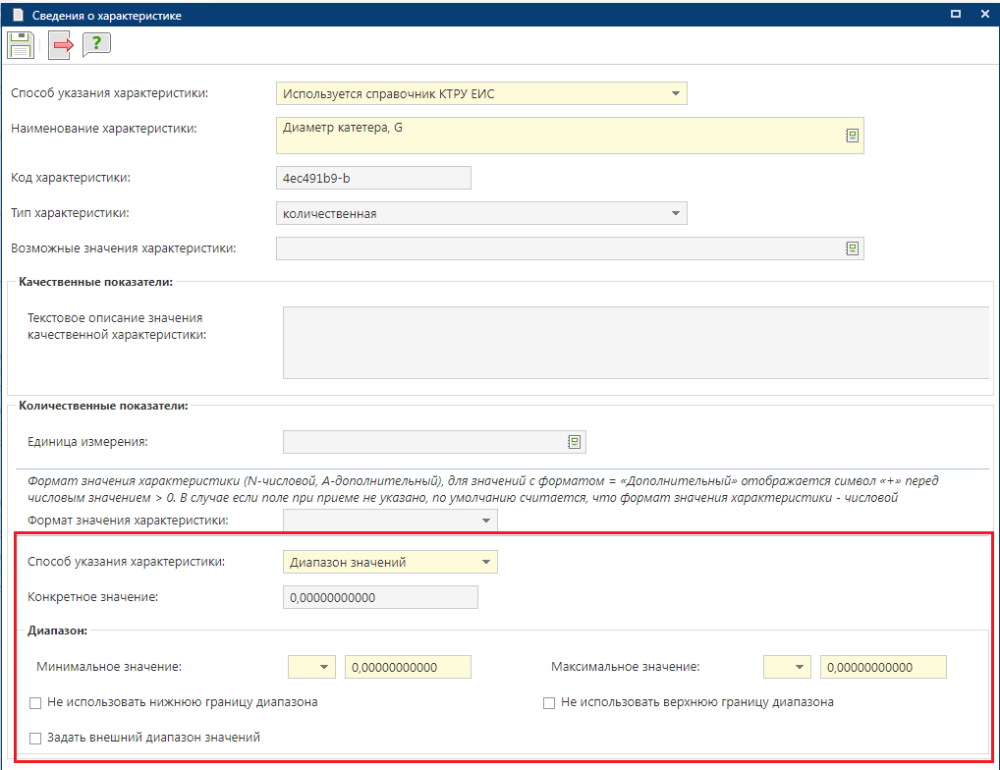 Сведения о характеристике
?
Способ указания характеристики:
Используется справочник КТРУ ЕИС
Наименование характеристики:
Диаметр катетера, G
Код характеристики:
4ec491b9-b
Тип характеристики:
количественная
Возможные значения характеристики:
Качественные показатели:
Текстовое описание значения
качественной характеристики:
Количественные показатели:
Единица измерения:
Формат значения характеристики (N-числовой, А-дополнительный), для значений с форматом = «Дополнительный» отображается символ «+» перед
числовым значением > 0. В случае если поле при приеме не указано, по умолчанию считается, что формат значения характеристики - числовой
Формат значения характеристики:
Способ указания характеристики:
Диапазон значений
Конкретное значение:
0,00000000000
Диапазон:
Минимальное значение:
0,00000000000
Максимальное значение:
0,00000000000
Не использовать нижнюю границу диапазона
Не использовать верхнюю границу диапазона
Задать внешний диапазон значений